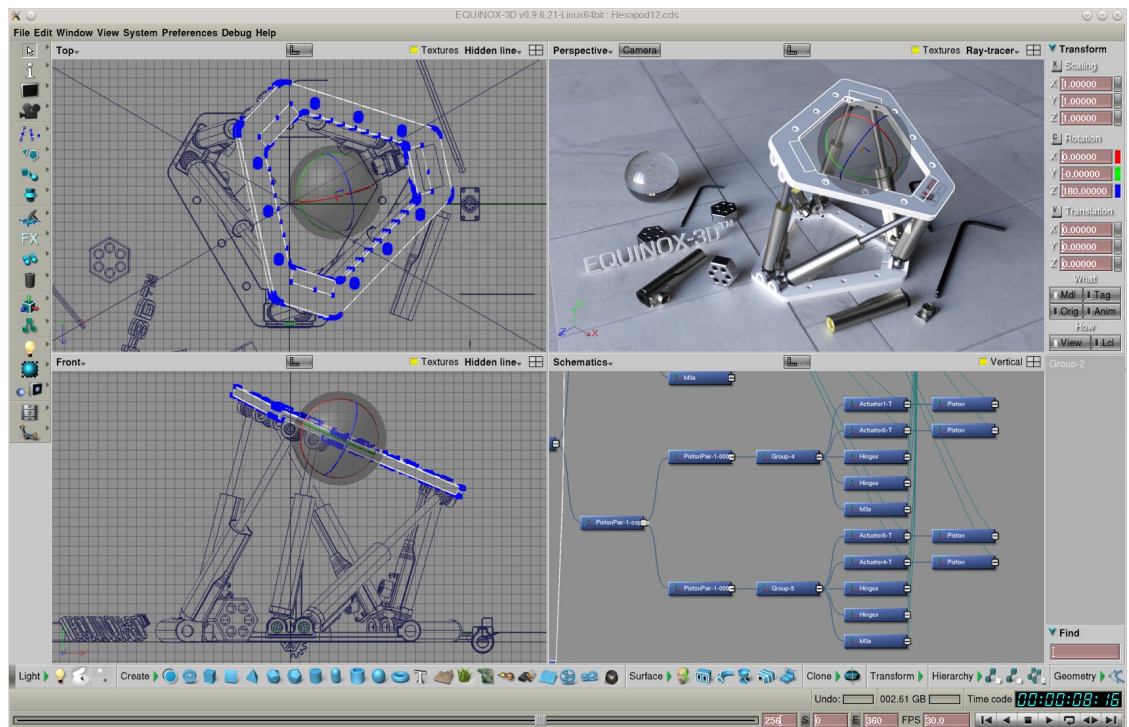 EQUINOX-3D v0.9.6.21-Linux64bit : Hexapod12.cds
File Edit Window View System Preferences Debug Help
Top Textures Hidden line
Perspective Camera Textures Ray-tracer
Transform
Scaling
X 1.00000
Y 1.00000
Z 1.00000
Rotation
X 0.00000
Y -0.00000
Z 180.00000
Translation
X 0.00000
Y 0.00000
Z 0.00000
What
Mdl Tag
Orig Anim
How
View Lcl
Group-2
FX
EQUINOX-3D™
Z X
Front Textures Hidden line
Schematics Vertical
M3s
Actuator1-T Piston
Actuator6-T Piston
PistonPair-1-000 Group-4 Hinges
Hinges
M3s
PistonPair-1-cop
Actuator5-T Piston
Actuator4-T Piston
PistonPair-1-000 Group-5 Hinges
Hinges
M3s
EQUINOX-3D
Find
Light Create Surface Clone Transform Hierarchy Geometry
Undo: 002.61 GB Time code 00:00:08:16
256 S 0 E 360 FPS 30.0